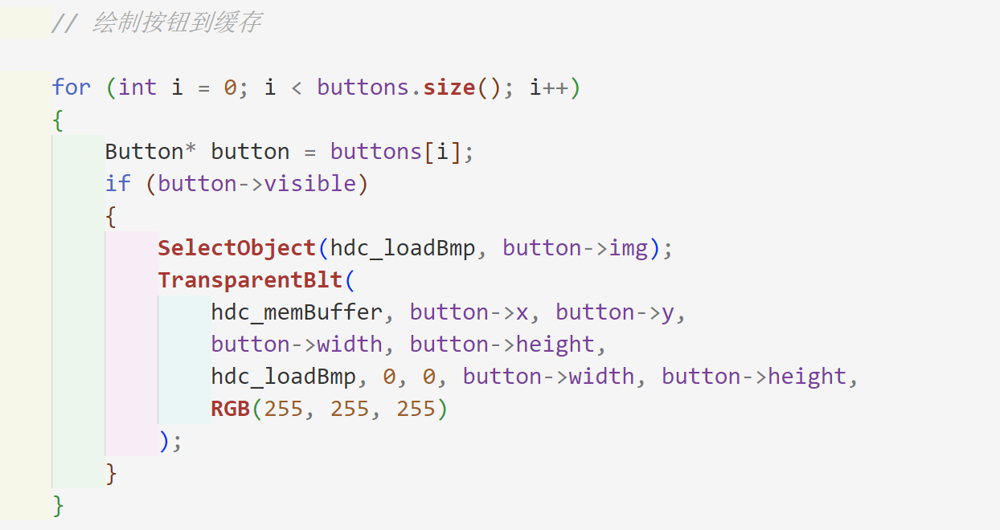 // 绘制按钮到缓存
for (int i = 0; i < buttons.size(); i++)
{
Button* button = buttons[i];
if (button->visible)
{
SelectObject(hdc_loadBmp, button->img);
TransparentBlt(
hdc_memBuffer, button->x, button->y,
button->width, button->height,
hdc_loadBmp, 0, 0, button->width, button->height,
RGB(255, 255, 255)
);
}
}